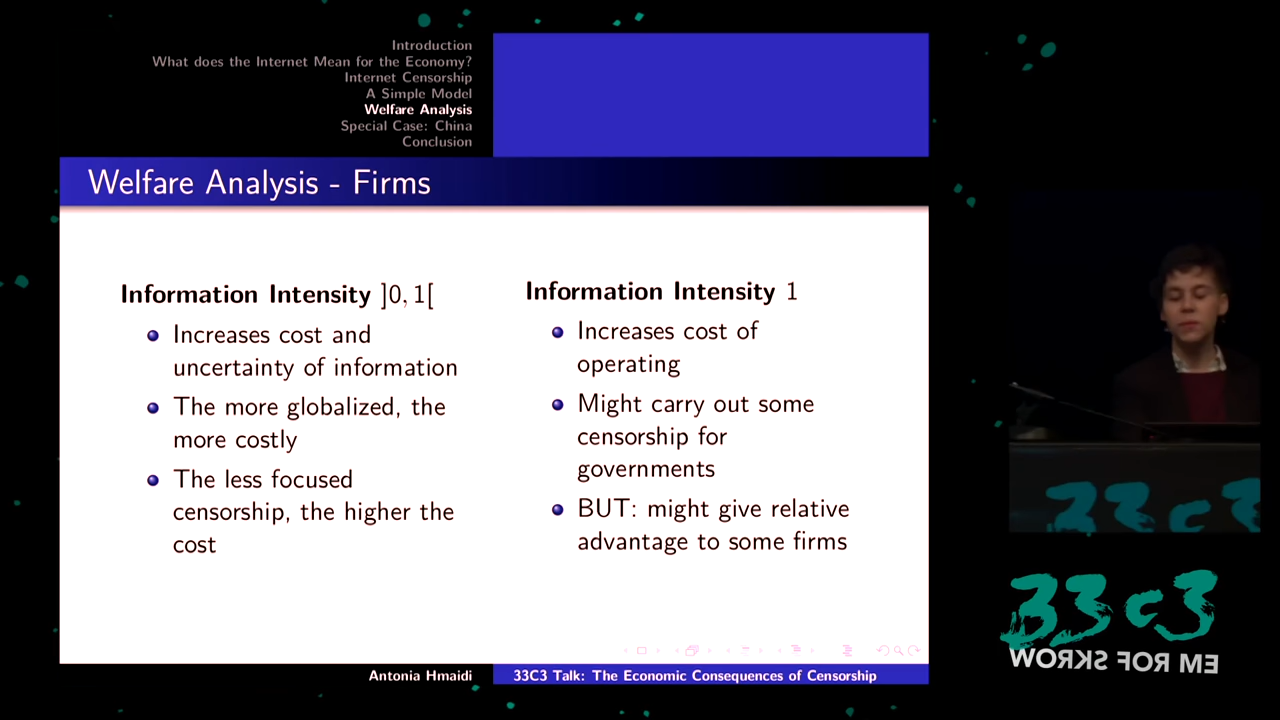 Introduction
What does the Internet Mean for the Economy?
Internet Censorship
A Simple Model
Welfare Analysis
Special Case: China
Conclusion
Welfare Analysis - Firms
Information Intensity ]0, 1[
Increases cost and
uncertainty of information
The more globalized, the
more costly
The less focused
censorship, the higher the
cost
Information Intensity 1
Increases cost of
operating
Might carry out some
censorship for
governments
BUT: might give relative
advantage to some firms
Antonia Hmaidi
33C3 Talk: The Economic Consequences of Censorship
33c3
33c3
WORKS FOR ME